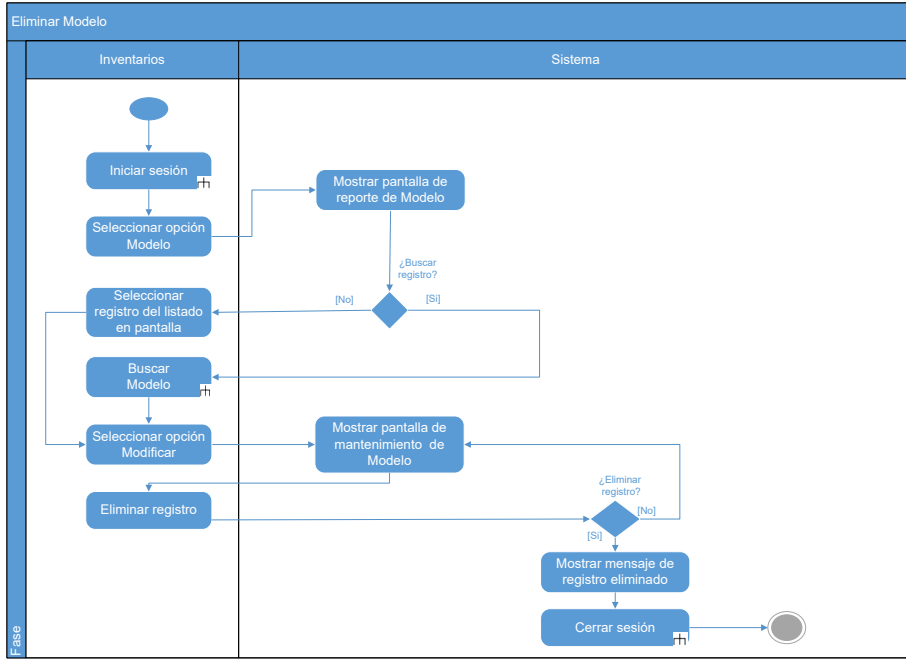 Eliminar Modelo
Inventarios
Sistema
Iniciar sesión
Mostrar pantalla de
reporte de Modelo
Seleccionar opción
Modelo
¿Buscar
registro?
[No]
[Si]
Seleccionar
registro del listado
en pantalla
Buscar
Modelo
Seleccionar opción
Modificar
Mostrar pantalla de
mantenimiento de
Modelo
¿Eliminar
registro?
Eliminar registro
[No]
[Si]
Mostrar mensaje de
registro eliminado
Cerrar sesión
Fase